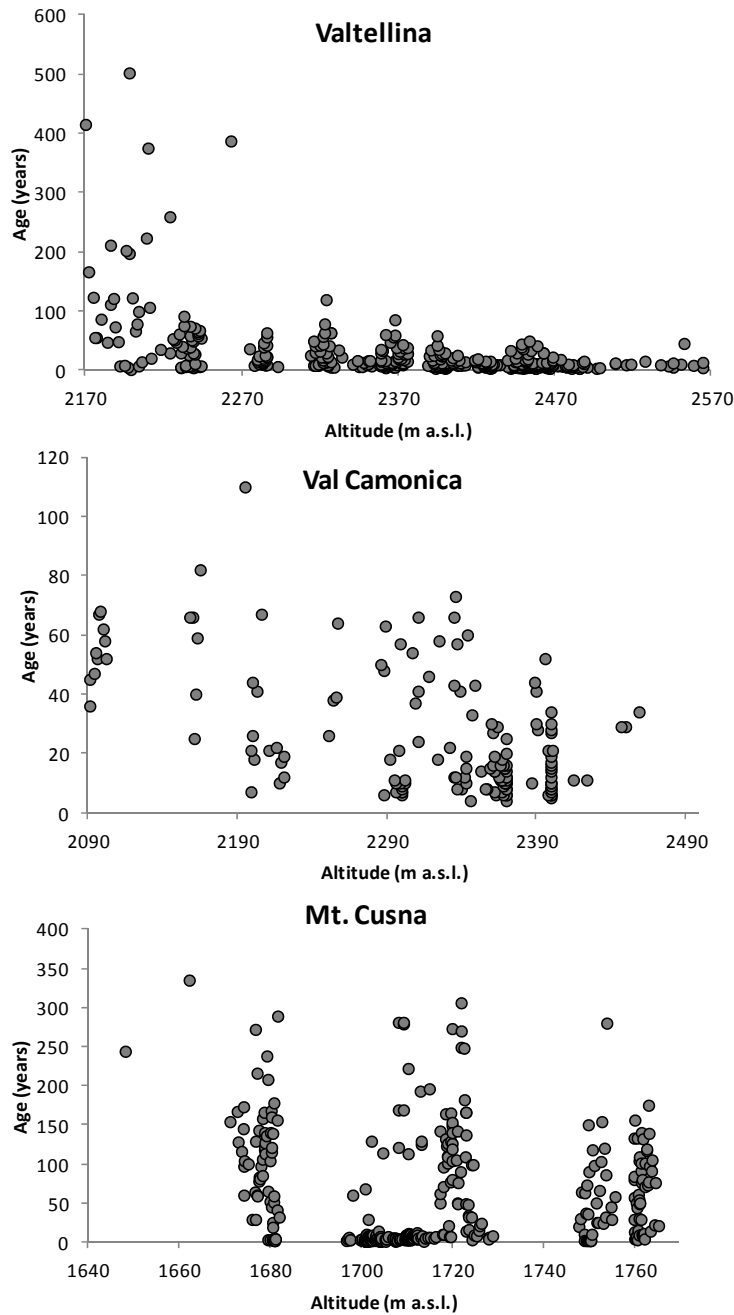 Valtellina
600
500
400
300
200
100
0
Age (years)
2170 2270 2370 2470 2570
Altitude (m a.s.l.)
Val Camonica
120
100
80
60
40
20
0
Age (years)
2090 2190 2290 2390 2490
Altitude (m a.s.l.)
Mt. Cusna
400
350
300
250
200
150
100
50
0
Age (years)
1640 1660 1680 1700 1720 1740 1760
Altitude (m a.s.l.)